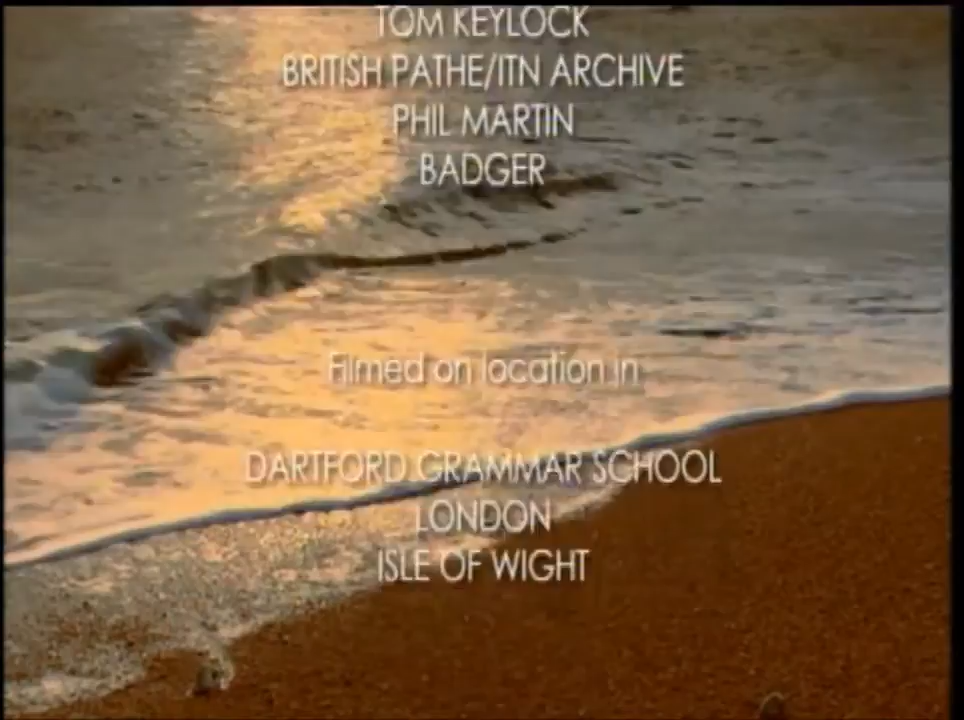 TOM KEYLOCK
BRITISH PATHE/ITN ARCHIVE
PHIL MARTIN
BADGER
Filmed on location in
DARTFORD GRAMMAR SCHOOL
LONDON
ISLE OF WIGHT